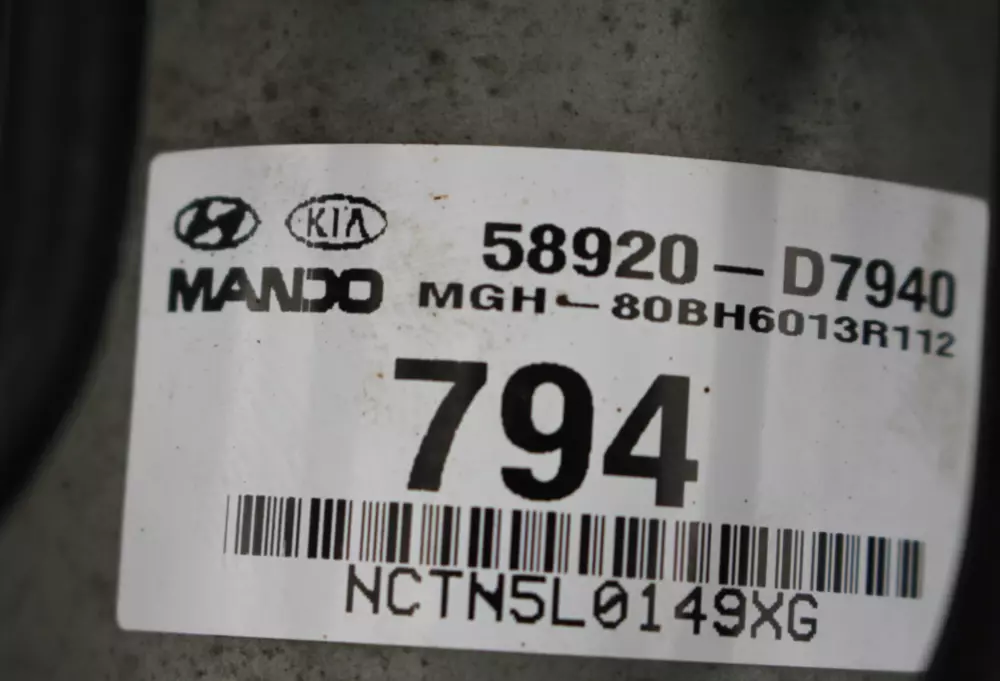 KIA
MANDO
58920-D7940
MGH-80BH6013R112
794
NCTN5L0149XG